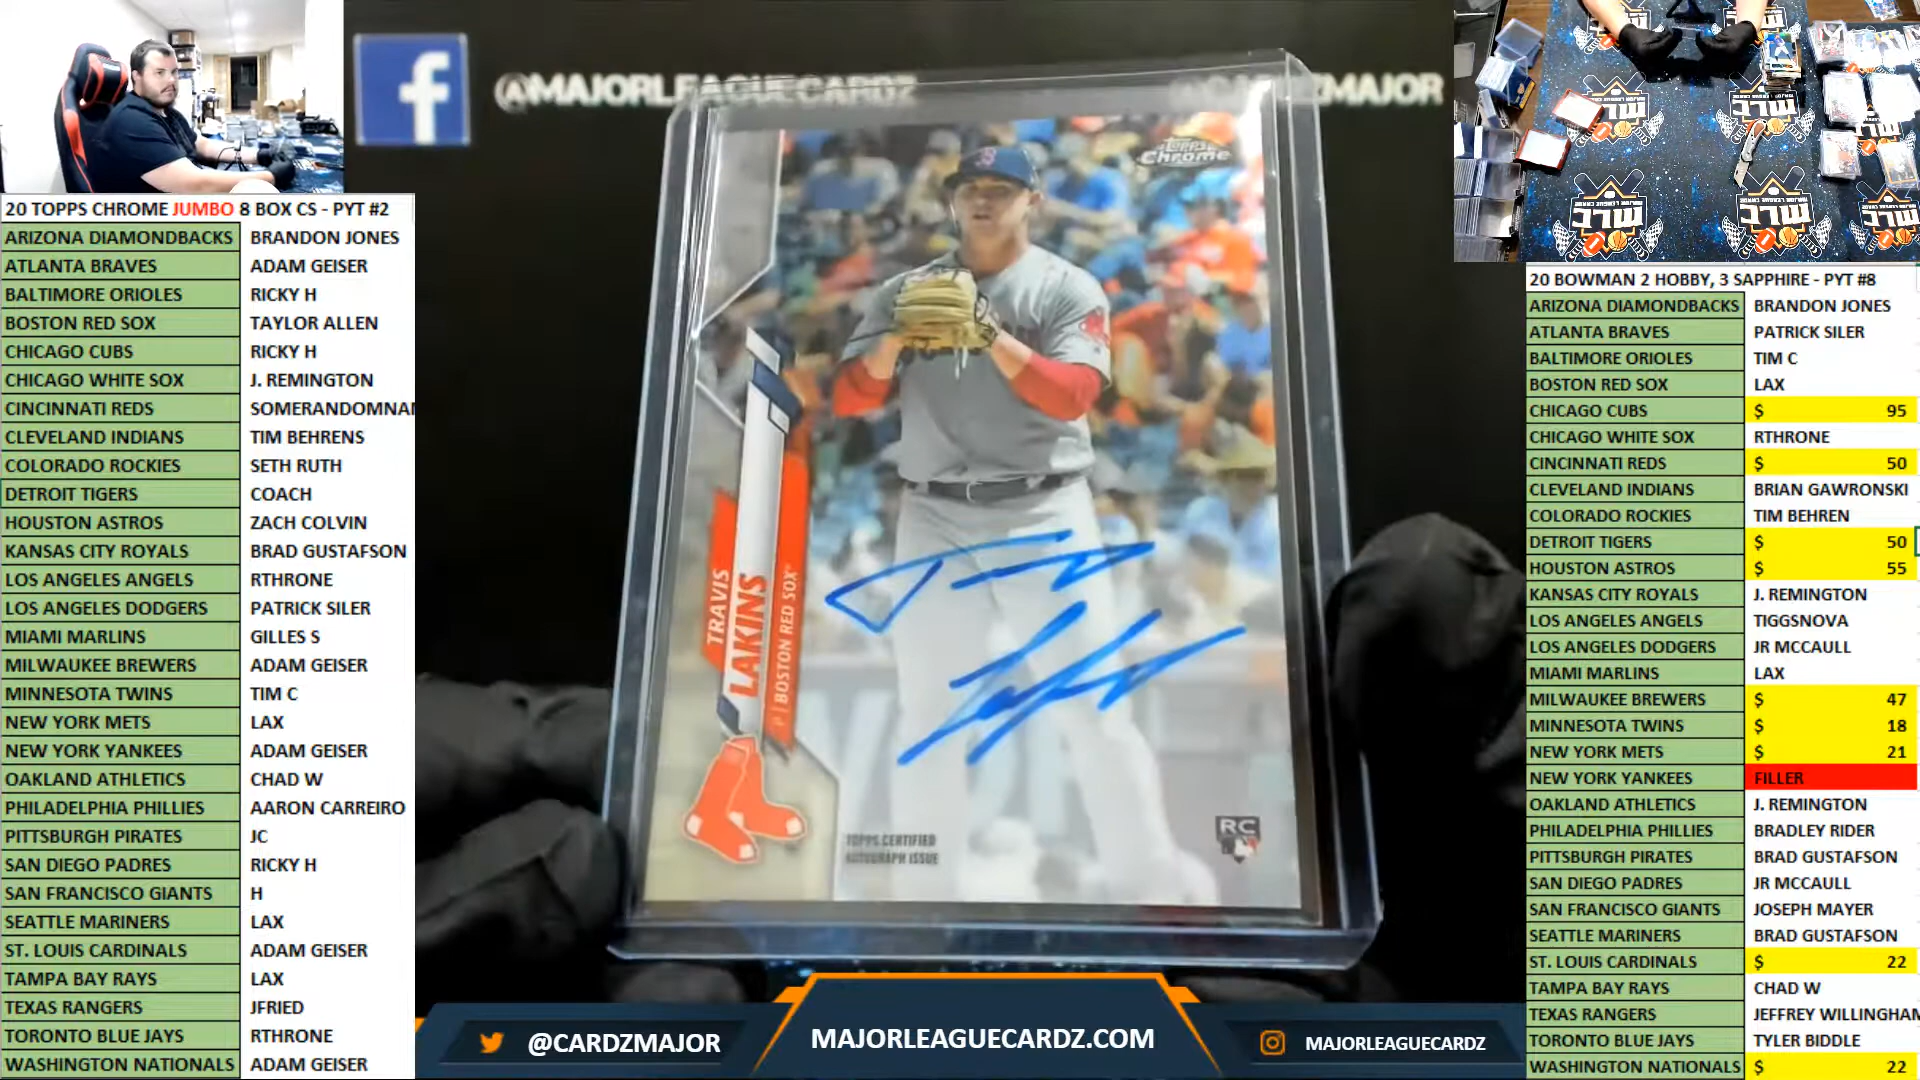 @MAJORLEAGUECARDZ
MAJOR
20 TOPPS CHROME JUMBO 8 BOX CS - PYT #2
ARIZONA DIAMONDBACKS BRANDON JONES
ATLANTA BRAVES ADAM GEISER
BALTIMORE ORIOLES RICKY H
BOSTON RED SOX TAYLOR ALLEN
CHICAGO CUBS RICKY H
CHICAGO WHITE SOX J. REMINGTON
CINCINNATI REDS SOMERANDOMNA
CLEVELAND INDIANS TIM BEHRENS
COLORADO ROCKIES SETH RUTH
DETROIT TIGERS COACH
HOUSTON ASTROS ZACH COLVIN
KANSAS CITY ROYALS BRAD GUSTAFSON
LOS ANGELES ANGELS RTHRONE
LOS ANGELES DODGERS PATRICK SILER
MIAMI MARLINS GILLES S
MILWAUKEE BREWERS ADAM GEISER
MINNESOTA TWINS TIM C
NEW YORK METS LAX
NEW YORK YANKEES ADAM GEISER
OAKLAND ATHLETICS CHAD W
PHILADELPHIA PHILLIES AARON CARREIRO
PITTSBURGH PIRATES JC
SAN DIEGO PADRES RICKY H
SAN FRANCISCO GIANTS H
SEATTLE MARINERS LAX
ST. LOUIS CARDINALS ADAM GEISER
TAMPA BAY RAYS LAX
TEXAS RANGERS JFRIED
TORONTO BLUE JAYS RTHRONE
WASHINGTON NATIONALS ADAM GEISER
TOPPS
Chrome
TRAVIS
LAKINS
P | BOSTON RED SOX
TOPPS CERTIFIED
AUTOGRAPH ISSUE
RC
@CARDZMAJOR
MAJORLEAGUECARDZ.COM
MAJORLEAGUECARDZ
20 BOWMAN 2 HOBBY, 3 SAPPHIRE - PYT #8
ARIZONA DIAMONDBACKS BRANDON JONES
ATLANTA BRAVES PATRICK SILER
BALTIMORE ORIOLES TIM C
BOSTON RED SOX LAX
CHICAGO CUBS $ 95
CHICAGO WHITE SOX RTHRONE
CINCINNATI REDS $ 50
CLEVELAND INDIANS BRIAN GAWRONSKI
COLORADO ROCKIES TIM BEHREN
DETROIT TIGERS $ 50
HOUSTON ASTROS $ 55
KANSAS CITY ROYALS J. REMINGTON
LOS ANGELES ANGELS TIGGSNOVA
LOS ANGELES DODGERS JR MCCAULL
MIAMI MARLINS LAX
MILWAUKEE BREWERS $ 47
MINNESOTA TWINS $ 18
NEW YORK METS $ 21
NEW YORK YANKEES FILLER
OAKLAND ATHLETICS J. REMINGTON
PHILADELPHIA PHILLIES BRADLEY RIDER
PITTSBURGH PIRATES BRAD GUSTAFSON
SAN DIEGO PADRES JR MCCAULL
SAN FRANCISCO GIANTS JOSEPH MAYER
SEATTLE MARINERS BRAD GUSTAFSON
ST. LOUIS CARDINALS $ 22
TAMPA BAY RAYS CHAD W
TEXAS RANGERS JEFFREY WILLINGHAM
TORONTO BLUE JAYS TYLER BIDDLE
WASHINGTON NATIONALS $ 22